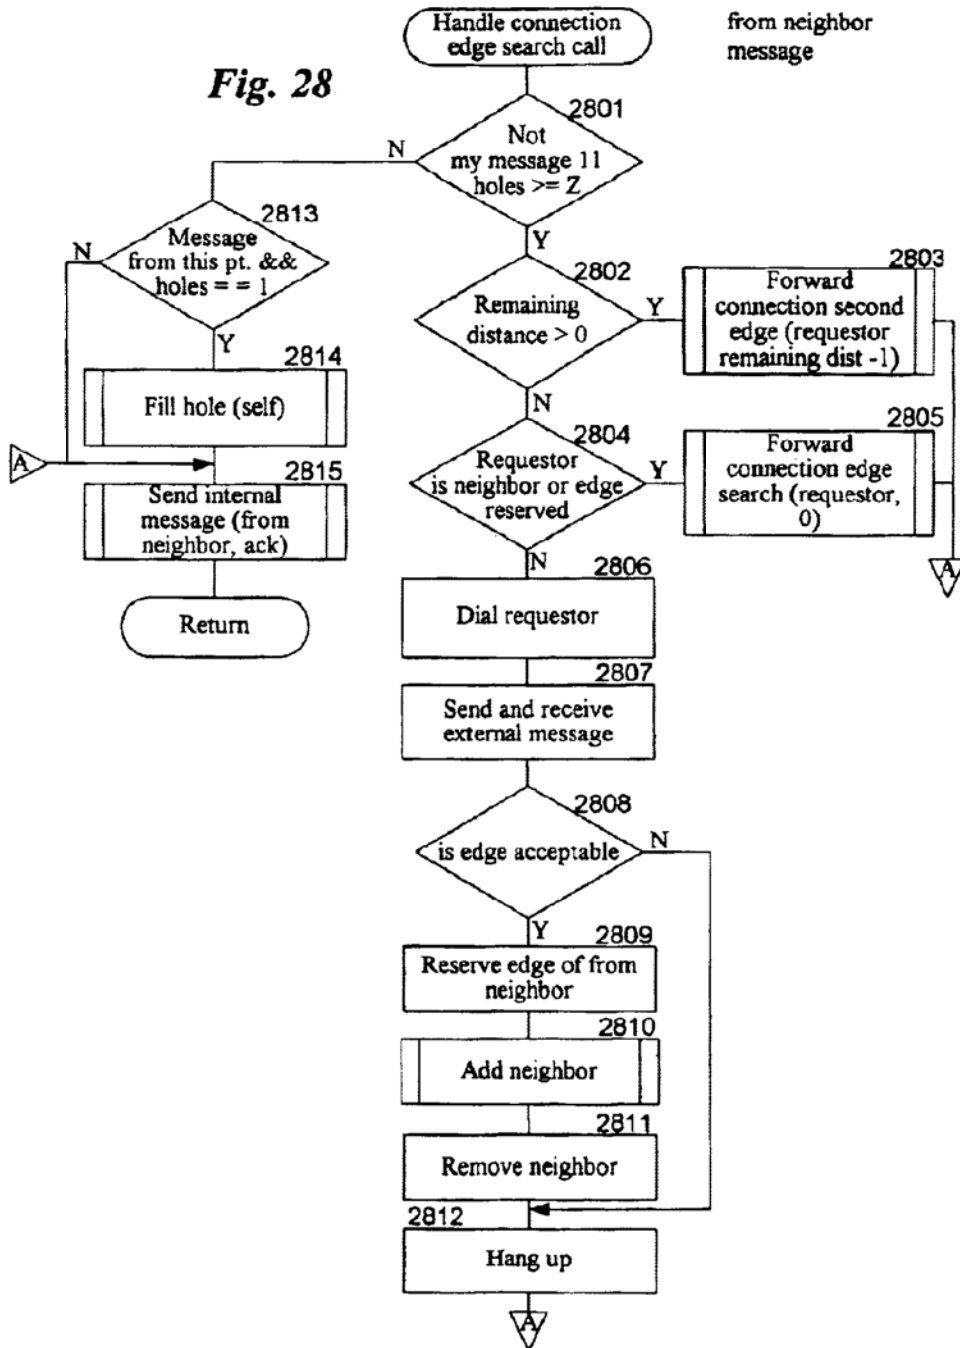 Handle connection
edge search call
from neighbor
message
Fig. 28
2801
Not
my message 11
holes >= Z
N
Y
2813
Message
from this pt. &&
holes = = 1
N
Y
2802
Remaining
distance > 0
Y
N
2803
Forward
connection second
edge (requestor
remaining dist -1)
2814
Fill hole (self)
2804
Requestor
is neighbor or edge
reserved
Y
N
2805
Forward
connection edge
search (requestor,
0)
A
A
2815
Send internal
message (from
neighbor, ack)
Return
2806
Dial requestor
2807
Send and receive
external message
2808
is edge acceptable
N
Y
2809
Reserve edge of from
neighbor
2810
Add neighbor
2811
Remove neighbor
2812
Hang up
A